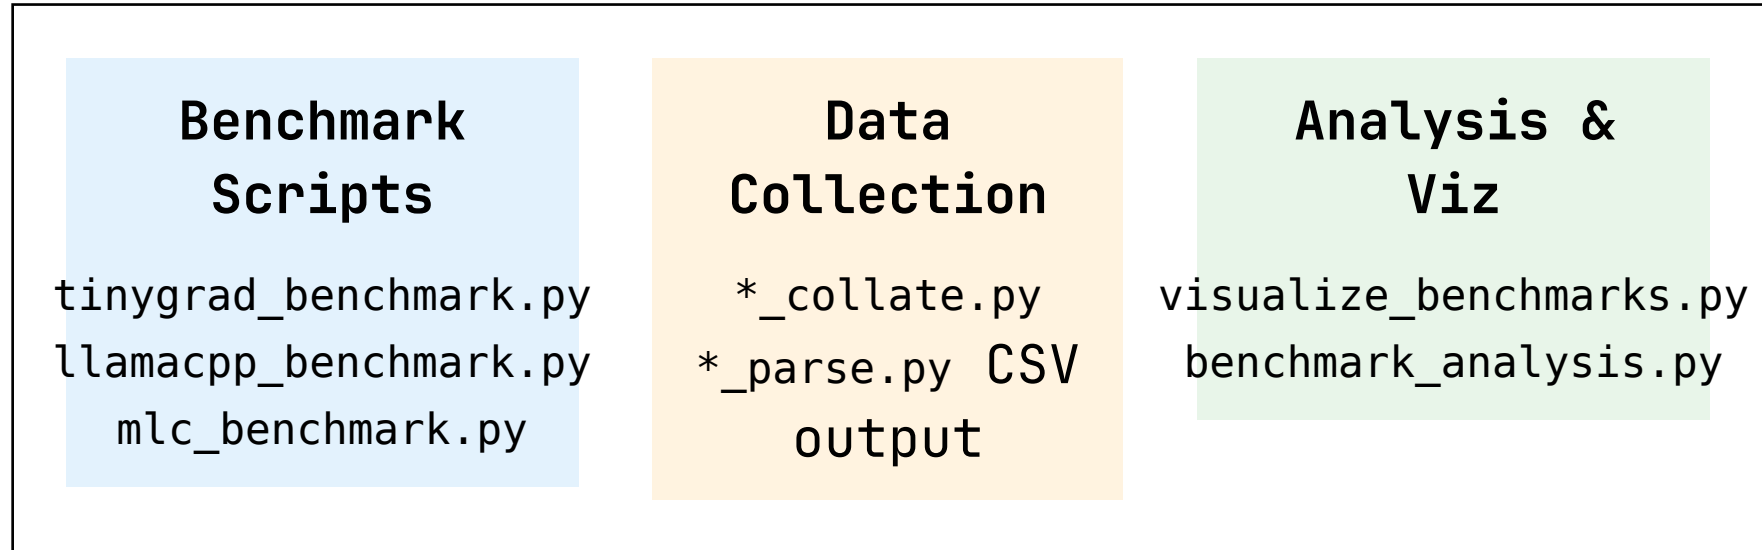 Benchmark
Scripts
tinygrad_benchmark.py
llamacpp_benchmark.py
mlc_benchmark.py
Data
Collection
*_collate.py
*_parse.py CSV
output
Analysis &
Viz
visualize_benchmarks.py
benchmark_analysis.py